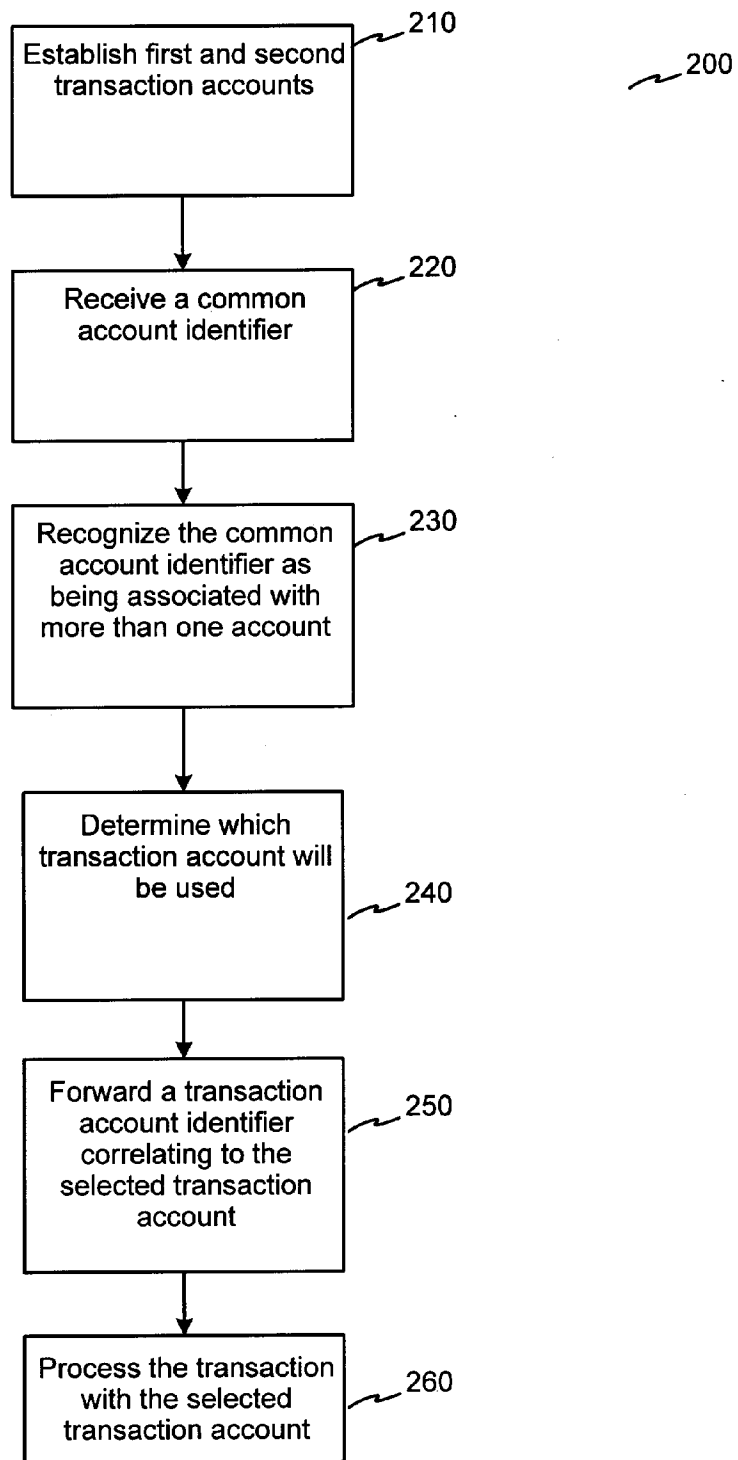 210
Establish first and second
transaction accounts
200
220
Receive a common
account identifier
230
Recognize the common
account identifier as
being associated with
more than one account
Determine which
transaction account will
be used
240
Forward a transaction
account identifier
correlating to the
selected transaction
account
250
Process the transaction
with the selected
transaction account
260